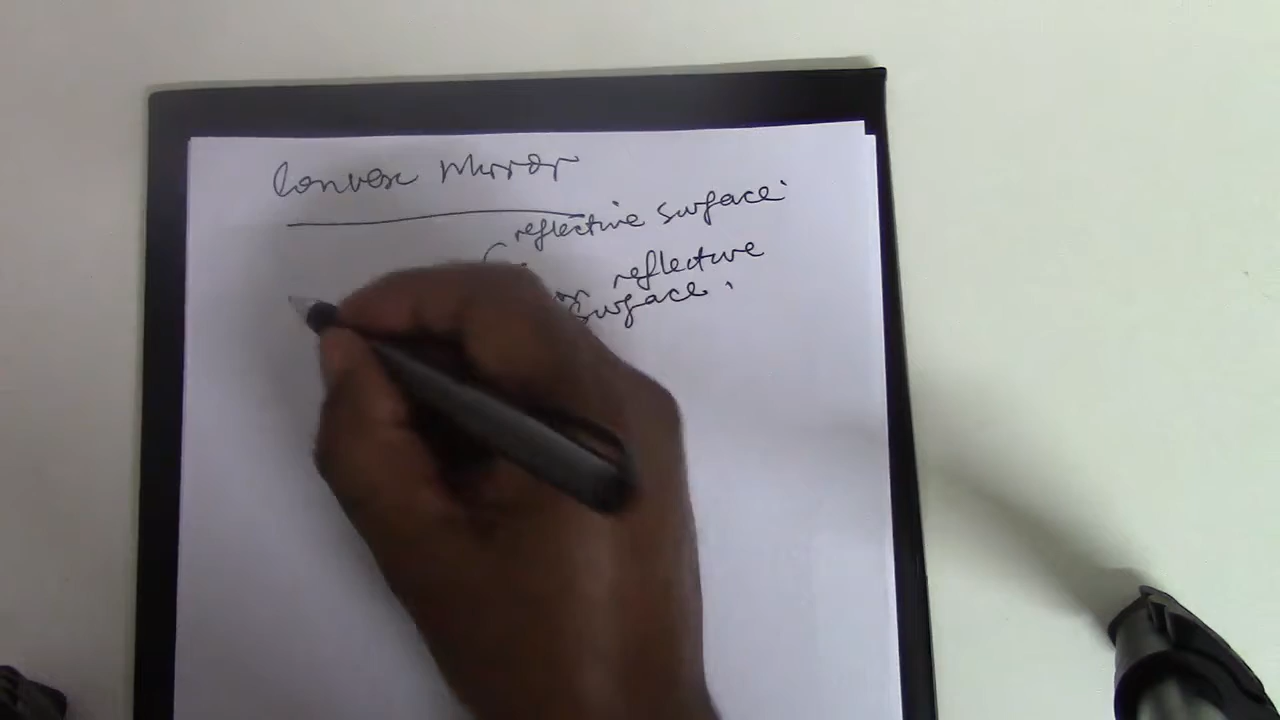 Convex Mirror
reflective surface.
reflective
surface.